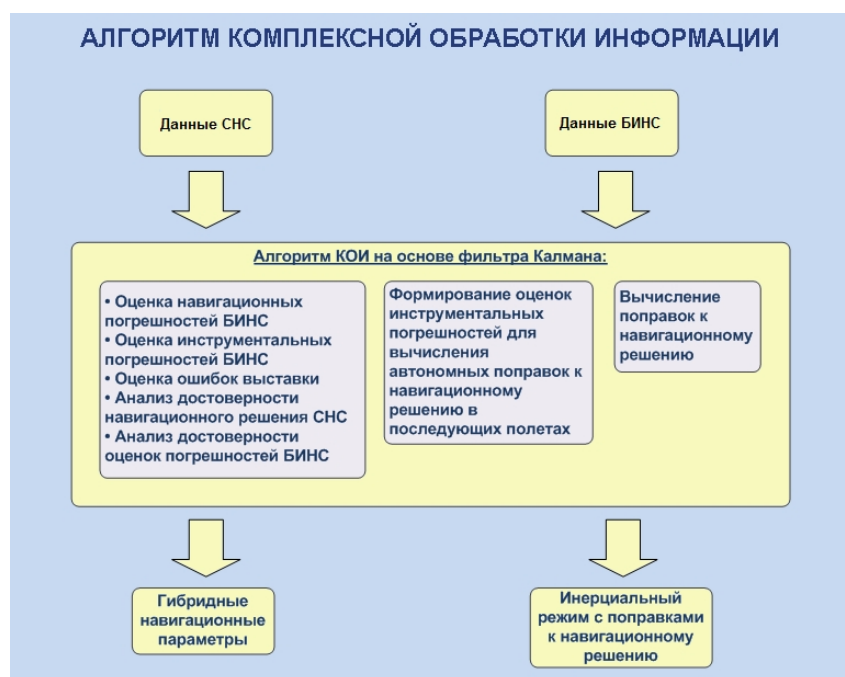 АЛГОРИТМ КОМПЛЕКСНОЙ ОБРАБОТКИ ИНФОРМАЦИИ
Данные СНС
Данные БИНС
Алгоритм КОИ на основе фильтра Калмана:
• Оценка навигационных
погрешностей БИНС
• Оценка инструментальных
погрешностей БИНС
• Оценка ошибок выставки
• Анализ достоверности
навигационного решения СНС
• Анализ достоверности
оценок погрешностей БИНС
Формирование оценок
инструментальных
погрешностей для
вычисления
автономных поправок к
навигационному
решению в
последующих полетах
Вычисление
поправок к
навигационному
решению
Гибридные
навигационные
параметры
Инерциальный
режим с поправками
к навигационному
решению